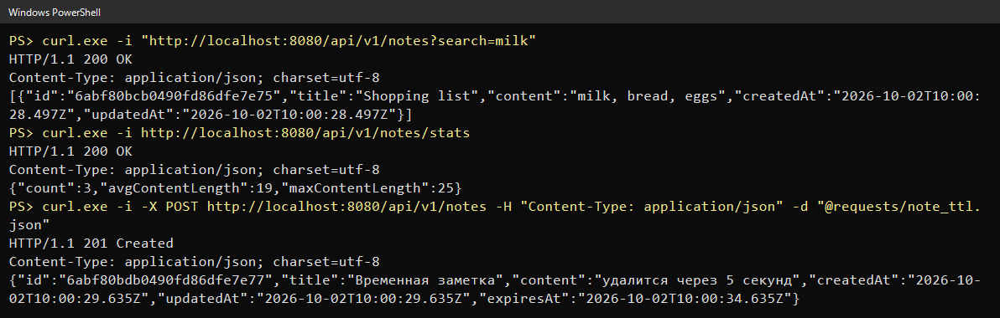 Windows PowerShell
PS> curl.exe -i "http://localhost:8080/api/v1/notes?search=milk"
HTTP/1.1 200 OK
Content-Type: application/json; charset=utf-8
[{"id":"6abf80bcb0490fd86dfe7e75","title":"Shopping list","content":"milk, bread, eggs","createdAt":"2026-10-02T10:00:
28.497Z","updatedAt":"2026-10-02T10:00:28.497Z"}]
PS> curl.exe -i http://localhost:8080/api/v1/notes/stats
HTTP/1.1 200 OK
Content-Type: application/json; charset=utf-8
{"count":3,"avgContentLength":19,"maxContentLength":25}
PS> curl.exe -i -X POST http://localhost:8080/api/v1/notes -H "Content-Type: application/json" -d "@requests/note_ttl.
json"
HTTP/1.1 201 Created
Content-Type: application/json; charset=utf-8
{"id":"6abf80bdb0490fd86dfe7e77","title":"Временная заметка","content":"удалится через 5 секунд","createdAt":"2026-10-
02T10:00:29.635Z","updatedAt":"2026-10-02T10:00:29.635Z","expiresAt":"2026-10-02T10:00:34.635Z"}